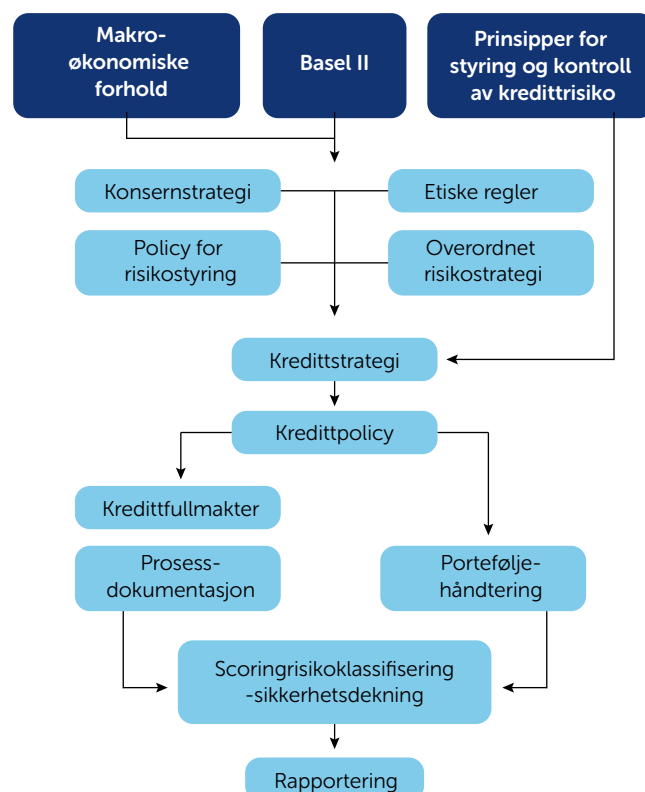 Makro-
økonomiske
forhold
Basel II
Prinsipper for
styring og kontroll
av kredittrisiko
Konsernstrategi
Etiske regler
Policy for
risikostyring
Overordnet
risikostrategi
Kredittstrategi
Kredittpolicy
Kredittfullmakter
Prosess-
dokumentasjon
Portefølje-
håndtering
Scoringrisikoklassifisering
-sikkerhetsdekning
Rapportering